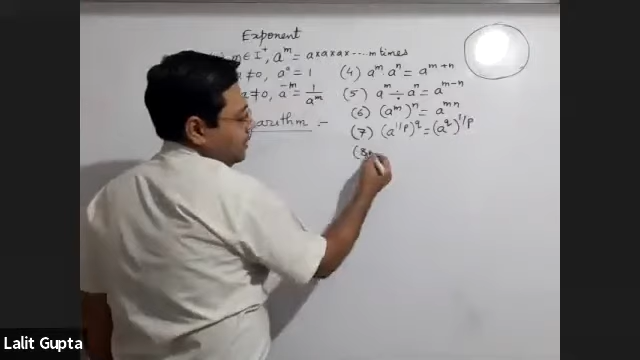 Exponent
m∈I⁺, aᵐ = a×a×a×.....m times
a≠0, a⁰ = 1
a≠0, a⁻ᵐ = 1/aᵐ
arithm :-
(4) aᵐ aⁿ = aᵐ⁺ⁿ
(5) aᵐ ÷ aⁿ = aᵐ⁻ⁿ
(6) (aᵐ)ⁿ = aᵐⁿ
(7) (a^1/p)^q = (a^q)^1/p
(8
Lalit Gupta